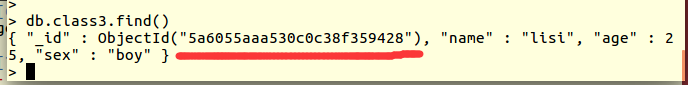 >
> db.class3.find()
{ "_id" : ObjectId("5a6055aaa530c0c38f359428"), "name" : "lisi", "age" : 2
5, "sex" : "boy" }
>